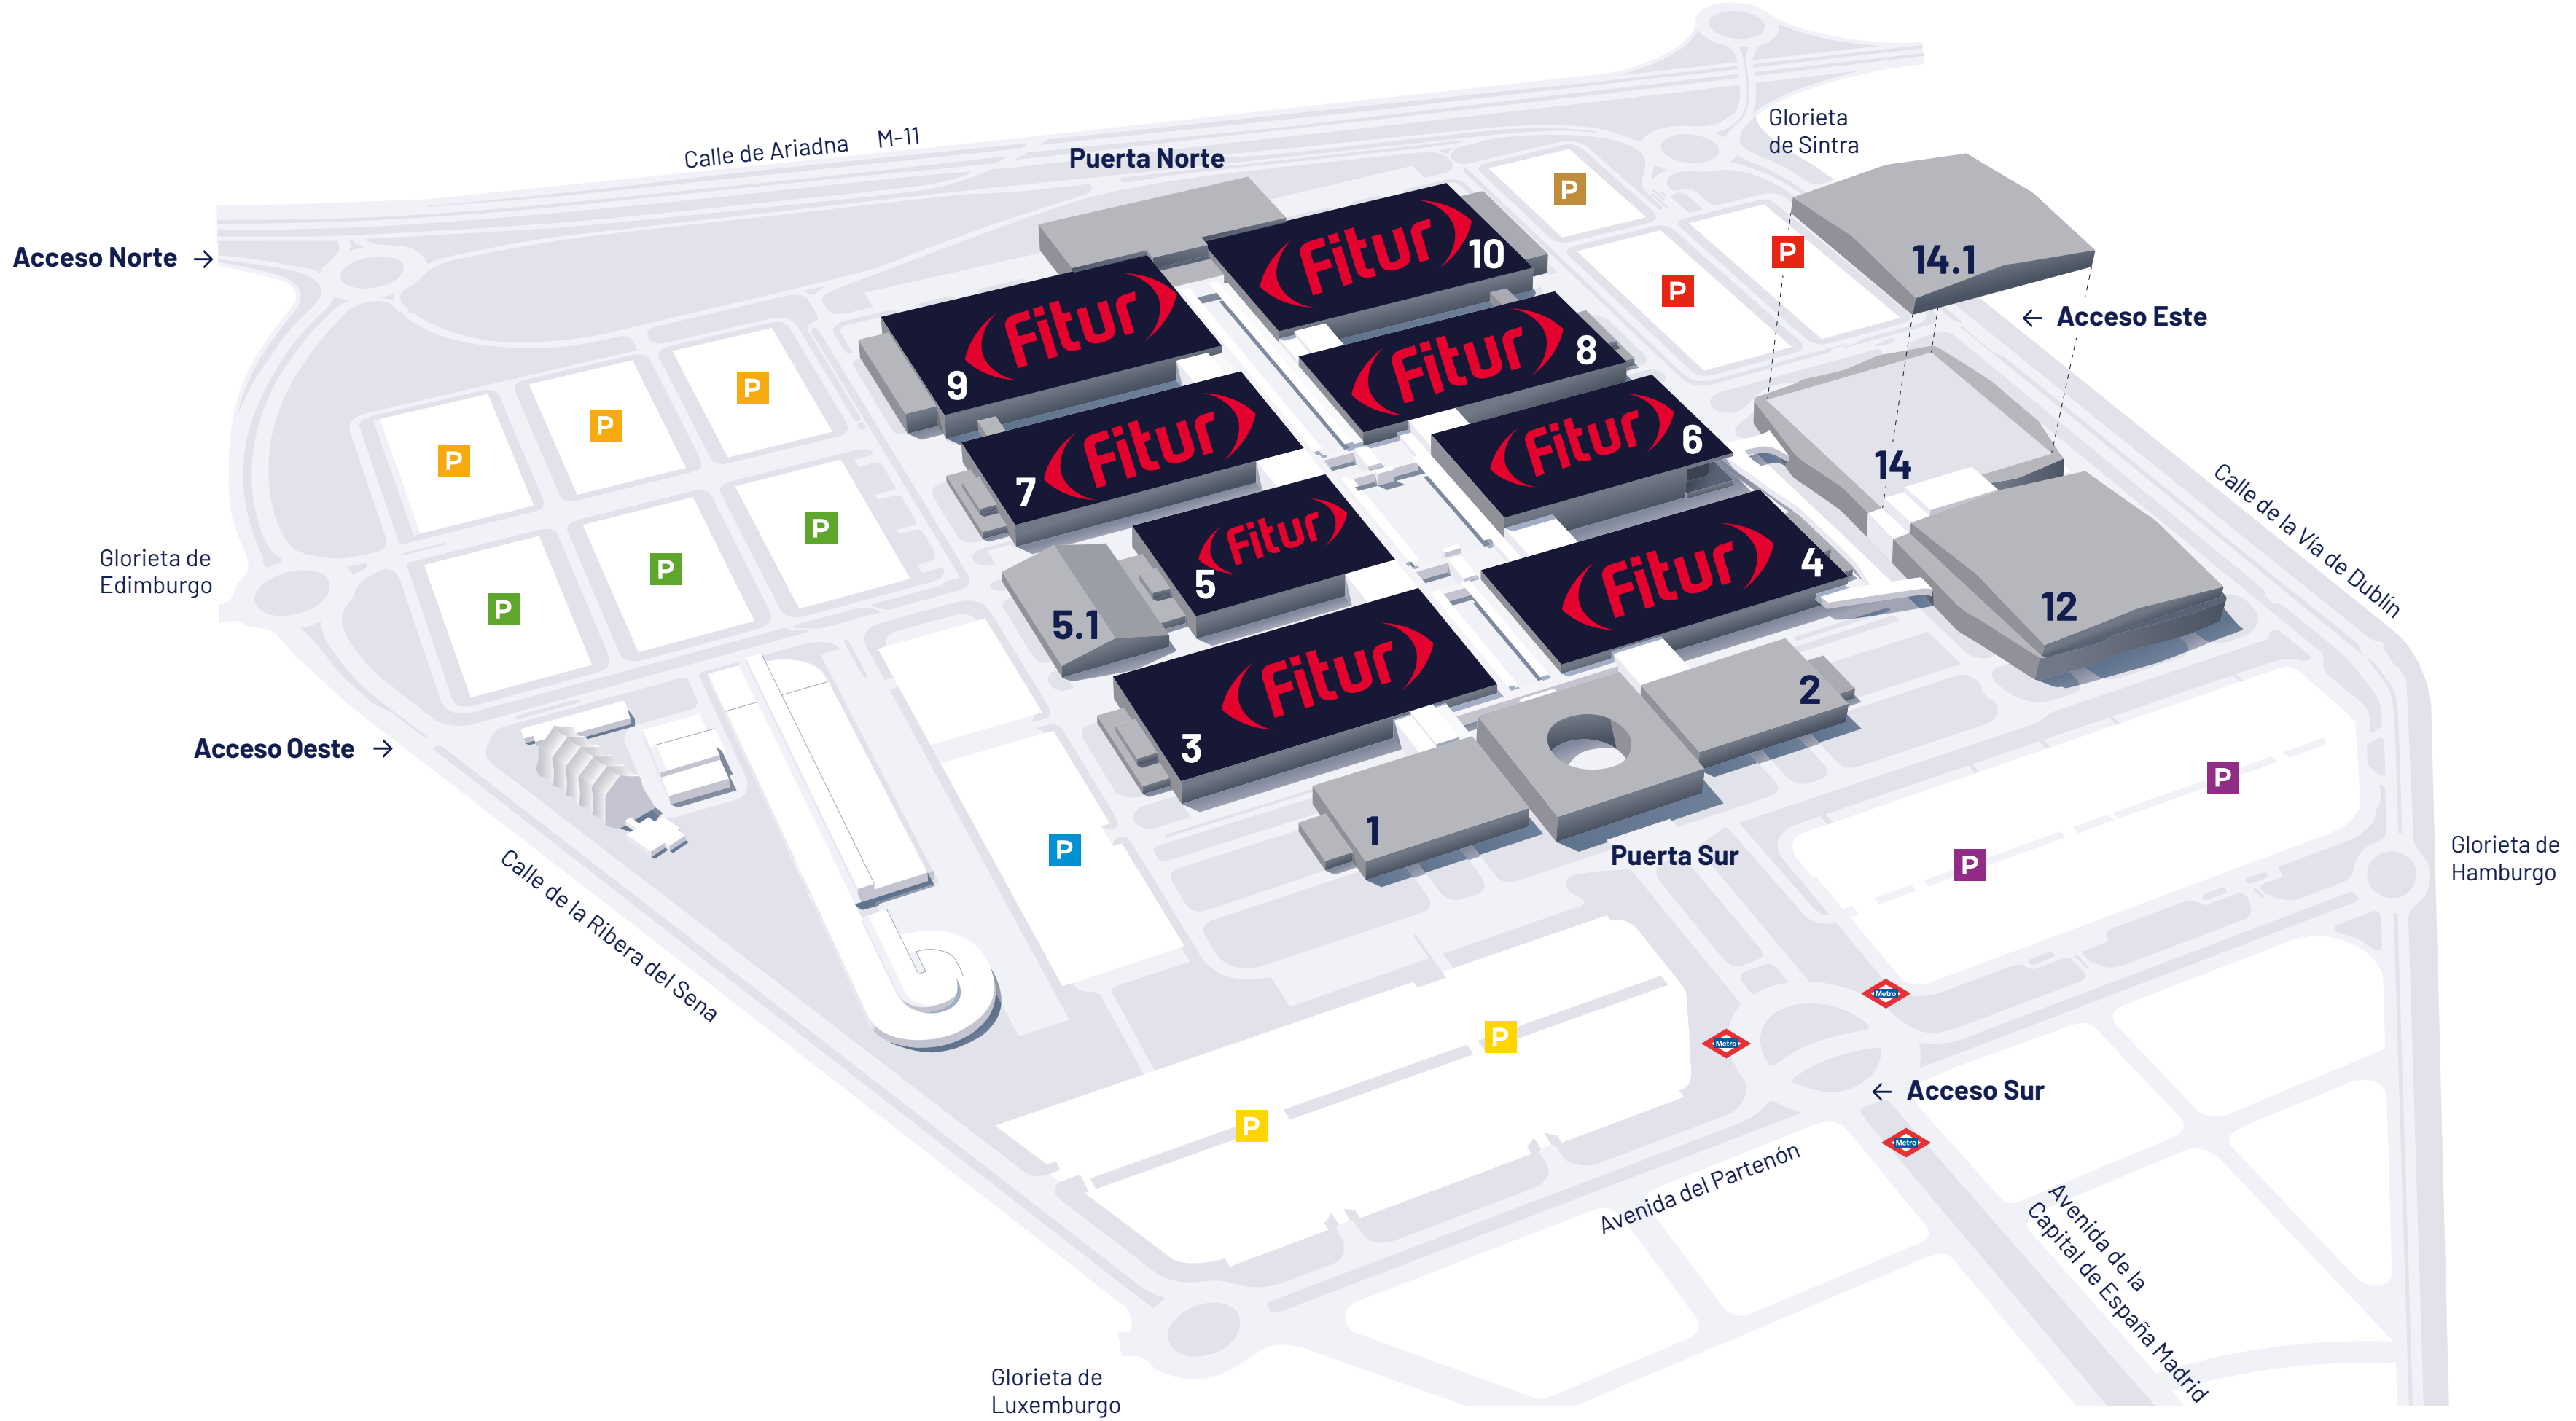 Glorieta
de Sintra
Calle de Ariadna M-11
Puerta Norte
P
Acceso Norte →
Fitur 10
P
14.1
P
← Acceso Este
Fitur 9
Fitur 8
P
P
P
Fitur 7
Fitur 6
14
Calle de la Vía de Dublín
P
P
P
Glorieta de
Edimburgo
Fitur 5
Fitur 4
5.1
12
Fitur 3
2
Acceso Oeste →
1
P
P
P
Puerta Sur
Glorieta de
Hamburgo
Calle de la Ribera del Sena
Metro
P
Metro
P
← Acceso Sur
Metro
Avenida del Partenón
Avenida de la
Capital de España Madrid
Glorieta de
Luxemburgo